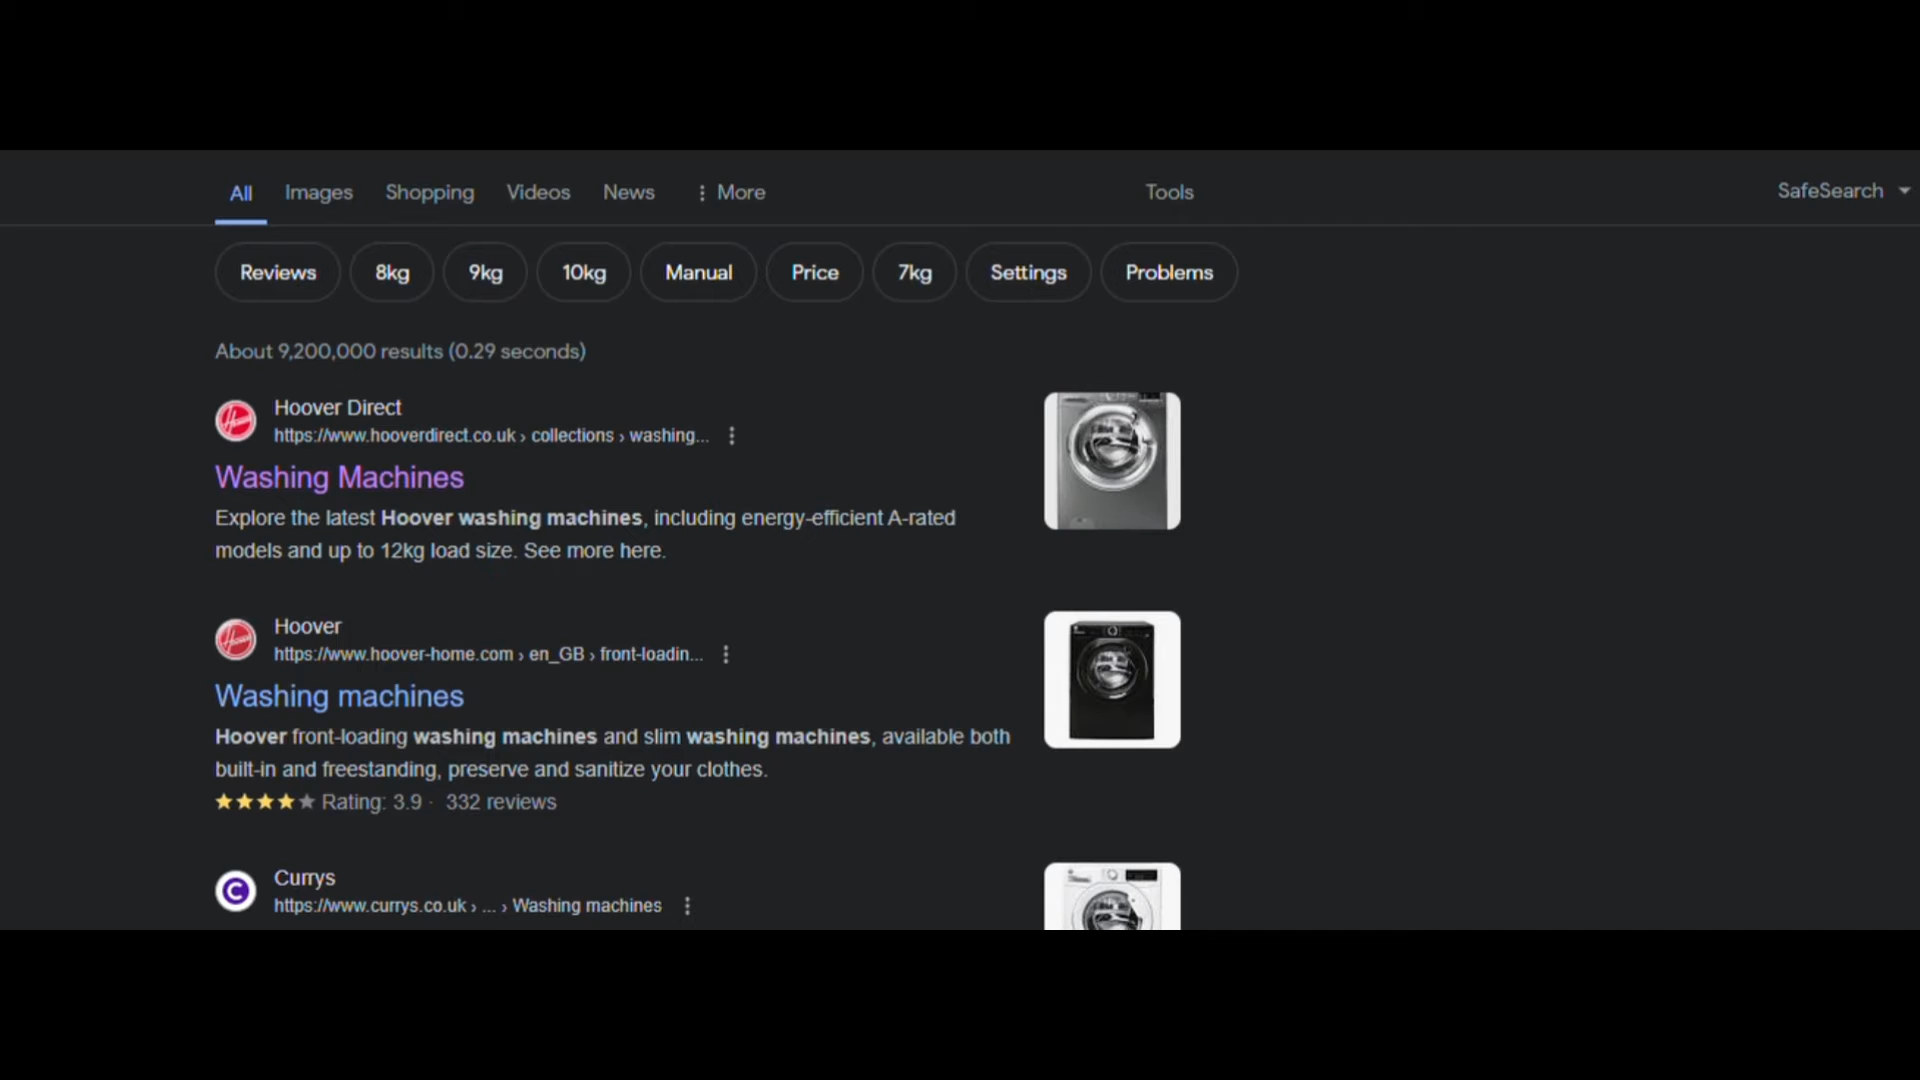 All Images Shopping Videos News More Tools SafeSearch
Reviews 8kg 9kg 10kg Manual Price 7kg Settings Problems
About 9,200,000 results (0.29 seconds)
Hoover Direct
https://www.hooverdirect.co.uk › collections › washing...
Washing Machines
Explore the latest Hoover washing machines, including energy-efficient A-rated
models and up to 12kg load size. See more here.
Hoover
https://www.hoover-home.com › en_GB › front-loadin...
Washing machines
Hoover front-loading washing machines and slim washing machines, available both
built-in and freestanding, preserve and sanitize your clothes.
Rating: 3.9 · 332 reviews
Currys
https://www.currys.co.uk › ... › Washing machines